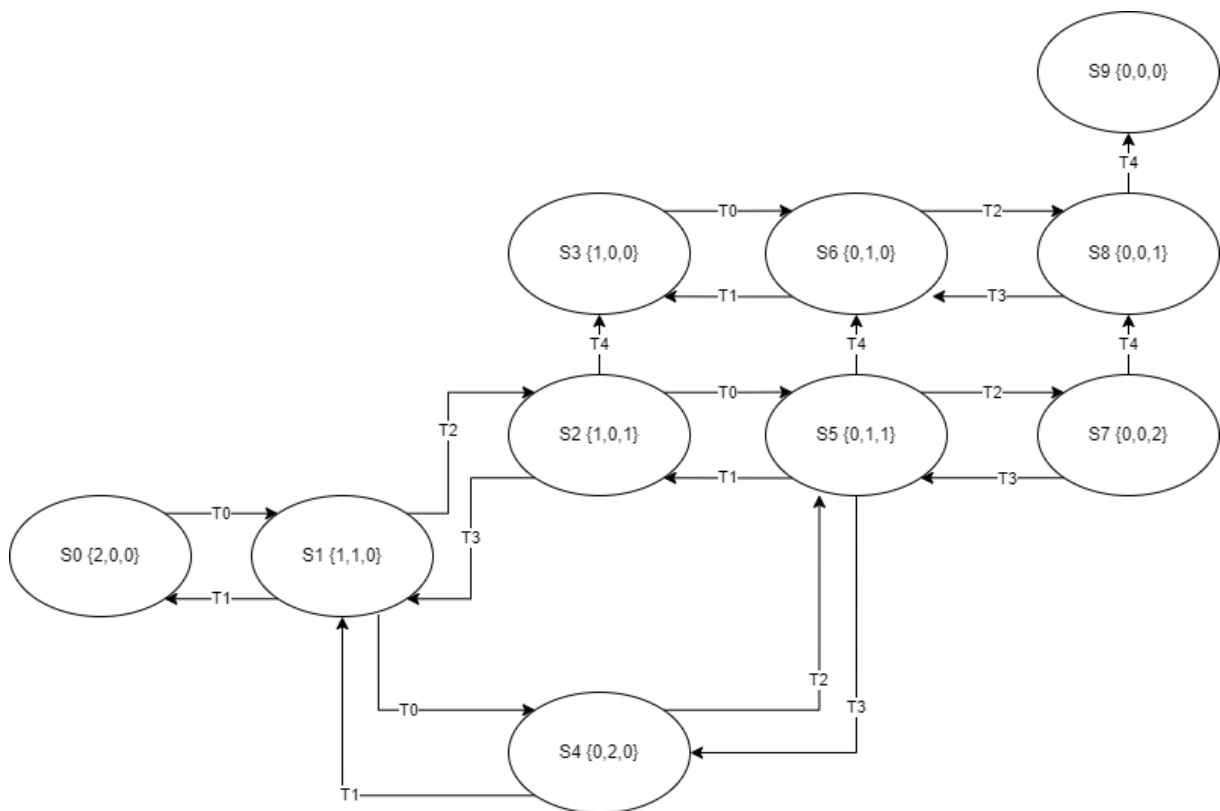 S9 {0,0,0}
T4
S3 {1,0,0}
T0
S6 {0,1,0}
T2
S8 {0,0,1}
T1
T3
T4
T4
T4
S2 {1,0,1}
T0
S5 {0,1,1}
T2
S7 {0,0,2}
T2
T1
T3
T3
S0 {2,0,0}
T0
S1 {1,1,0}
T1
T0
T2
T3
S4 {0,2,0}
T1